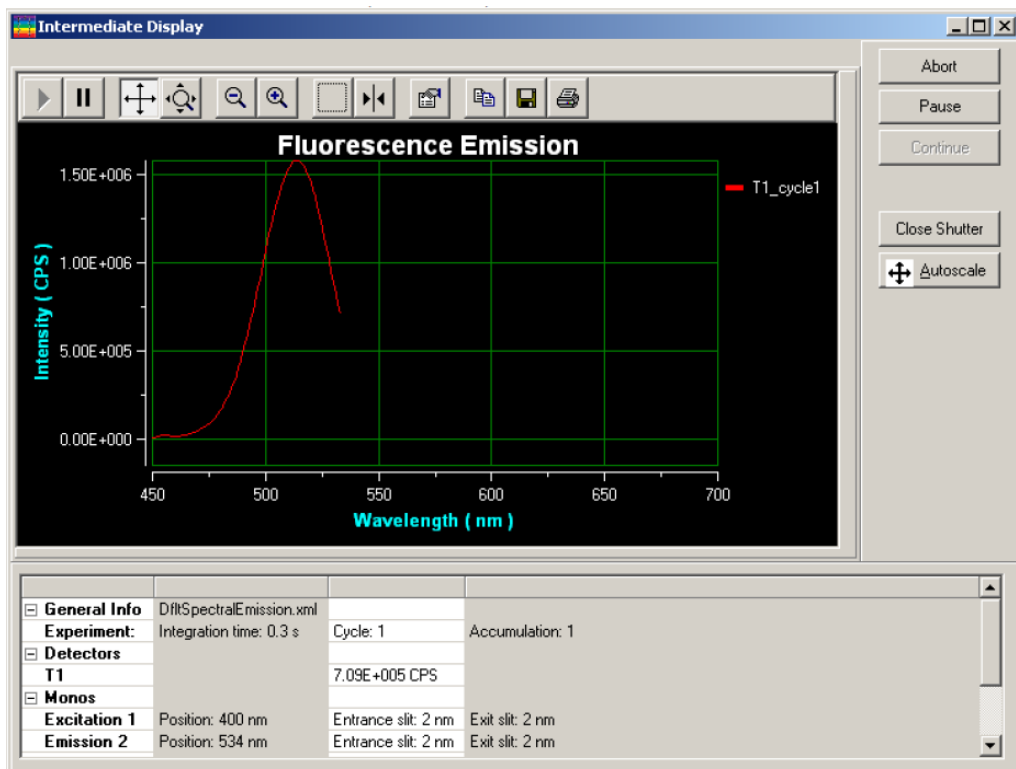 Intermediate Display
Abort
Pause
Continue
Close Shutter
Autoscale
Fluorescence Emission
T1_cycle1
Intensity ( CPS )
1.50E+006
1.00E+006
5.00E+005
0.00E+000
450 500 550 600 650 700
Wavelength ( nm )
General Info DfltSpectralEmission.xml
Experiment: Integration time: 0.3 s Cycle: 1 Accumulation: 1
Detectors
T1 7.09E+005 CPS
Monos
Excitation 1 Position: 400 nm Entrance slit: 2 nm Exit slit: 2 nm
Emission 2 Position: 534 nm Entrance slit: 2 nm Exit slit: 2 nm